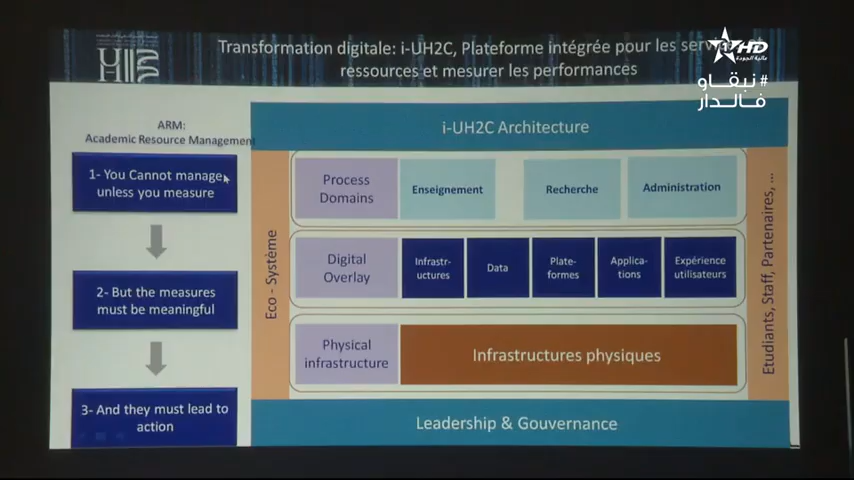 Transformation digitale: i-UH2C, Plateforme intégrée pour les
ressources et mesurer les performances
HD
عالية الجودة
#نبقاو
فالدار
UH2C
ARM:
Academic Resource Management
1- You Cannot manage
unless you measure
2- But the measures
must be meaningful
3- And they must lead to
action
i-UH2C Architecture
Eco - Système
Process
Domains
Enseignement
Recherche
Administration
Digital
Overlay
Infrastr-
uctures
Data
Plate-
formes
Applica-
tions
Expérience
utilisateurs
Physical
infrastructure
Infrastructures physiques
Etudiants, Staff, Partenaires, ...
Leadership & Gouvernance